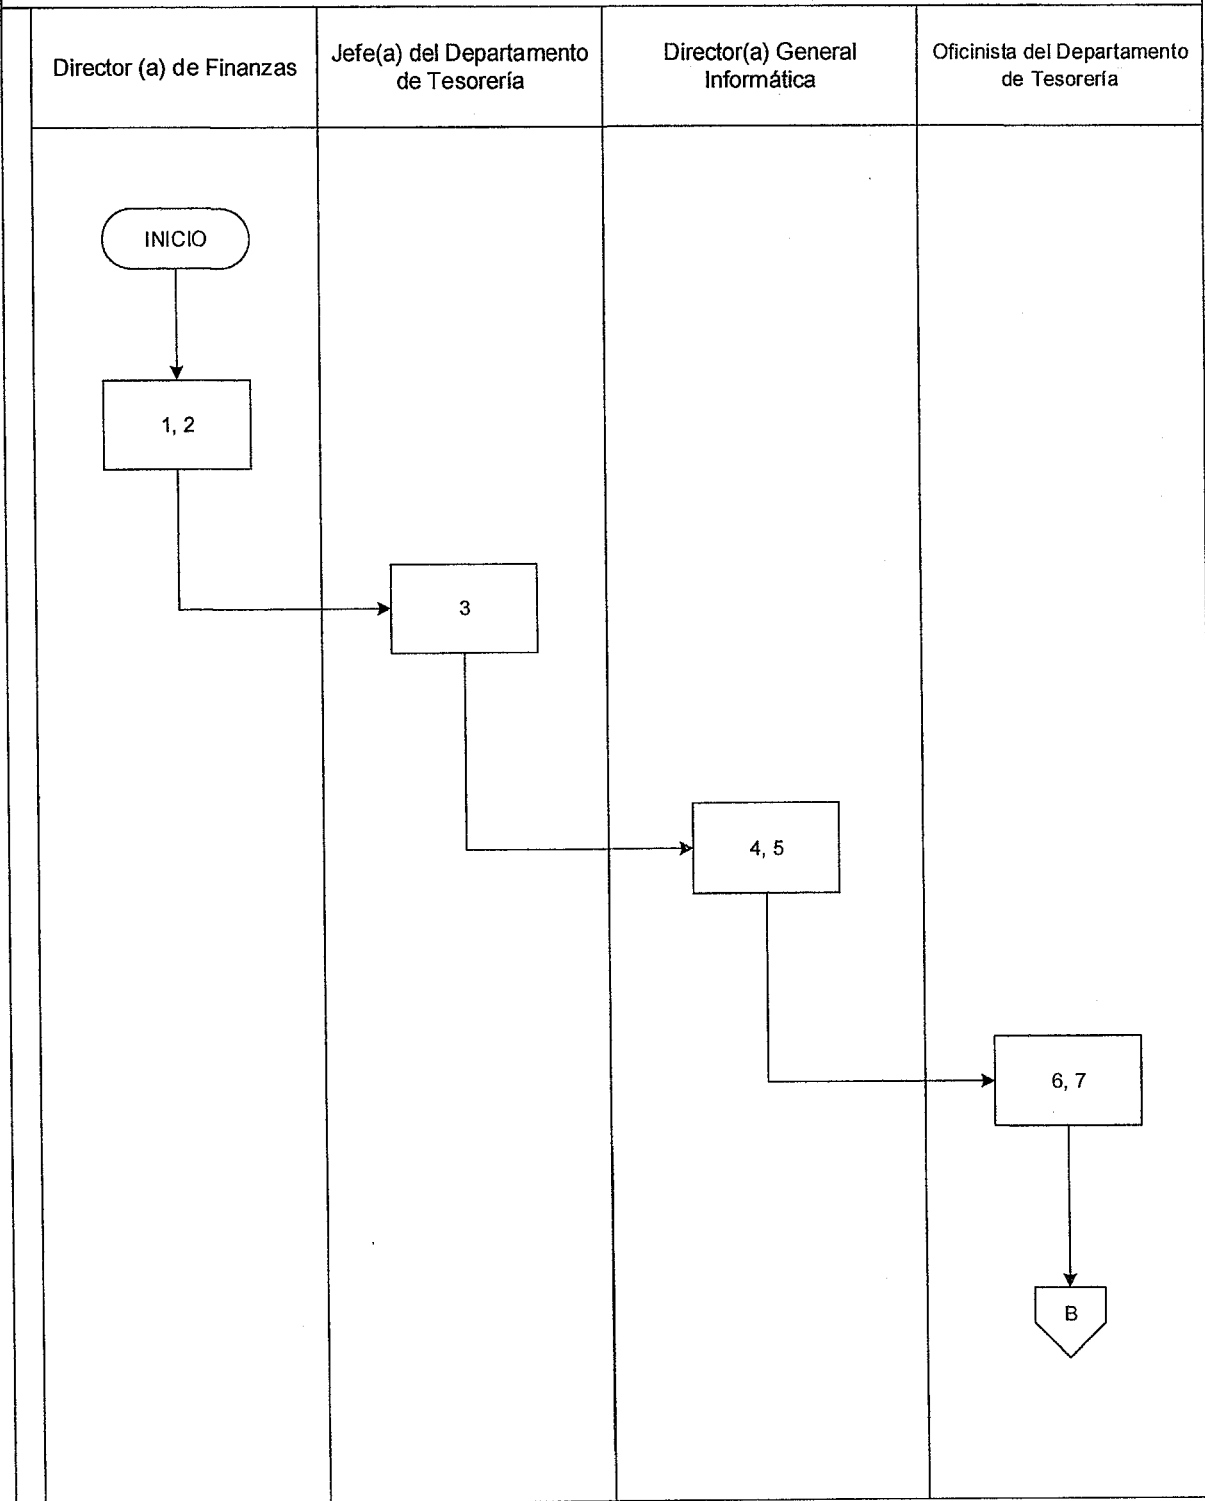 Director (a) de Finanzas
Jefe(a) del Departamento
de Tesorería
Director(a) General
Informática
Oficinista del Departamento
de Tesorería
INICIO
1, 2
3
4, 5
6, 7
B